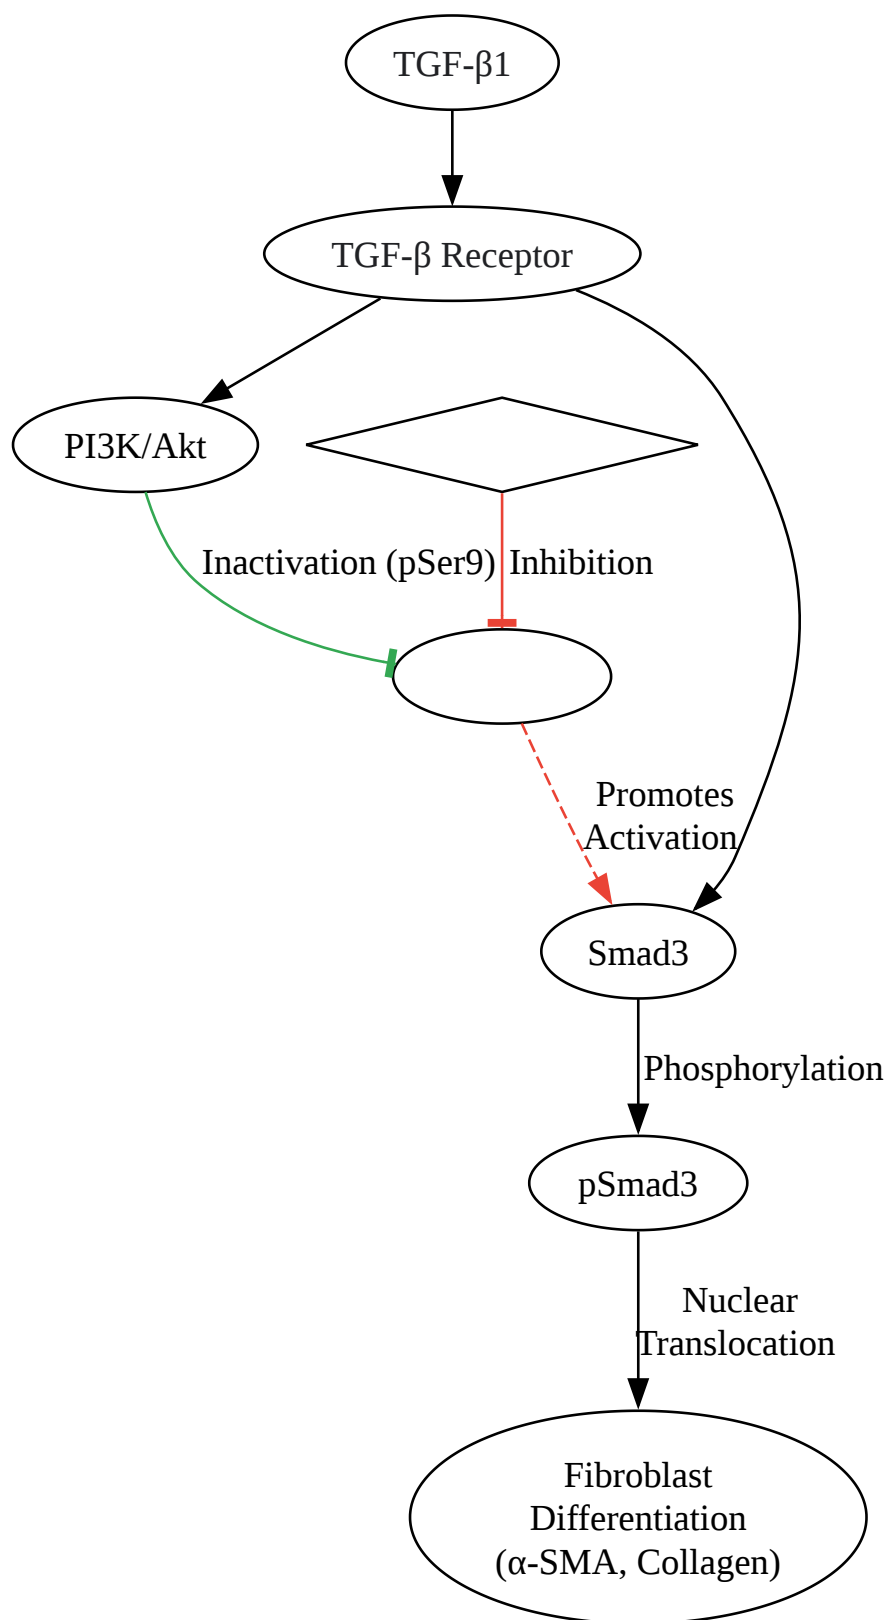 TGF-β1
TGF-β Receptor
PI3K/Akt
Inactivation (pSer9)
Inhibition
Promotes
Activation
Smad3
Phosphorylation
pSmad3
Nuclear
Translocation
Fibroblast
Differentiation
(α-SMA, Collagen)